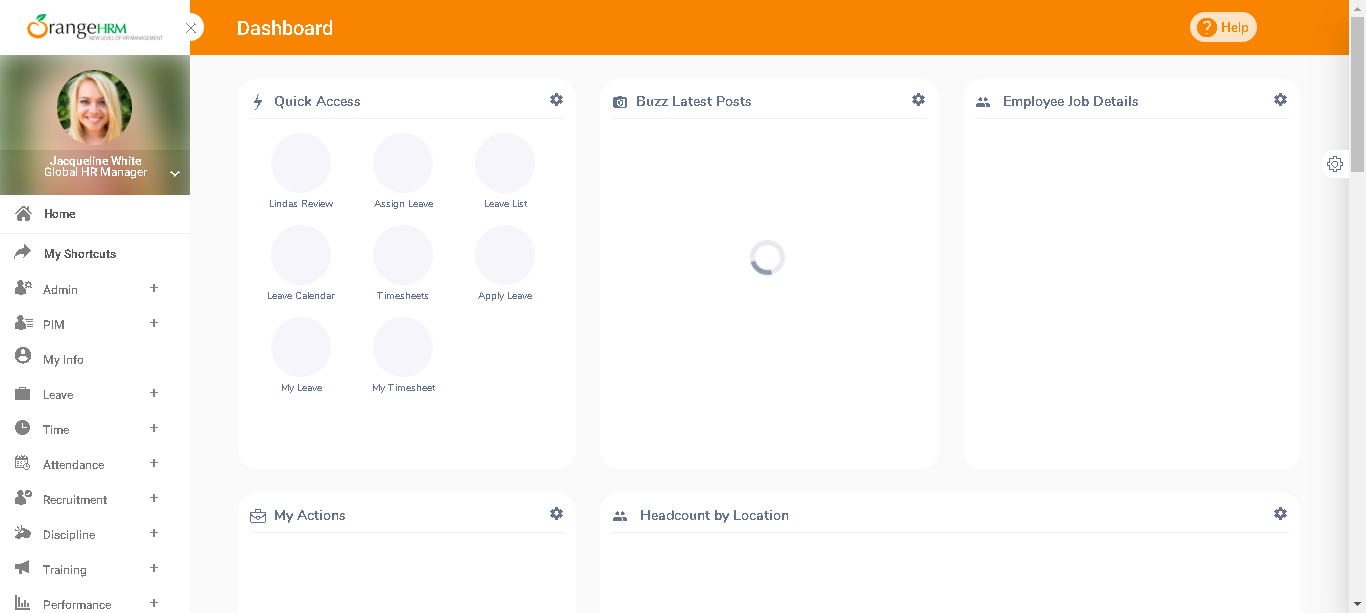 OrangeHRM
NEW LEVEL OF HR MANAGEMENT
Dashboard
Help
Jacqueline White
Global HR Manager
Home
My Shortcuts
Admin
PIM
My Info
Leave
Time
Attendance
Recruitment
Discipline
Training
Performance
Quick Access
Lindas Review
Assign Leave
Leave List
Leave Calendar
Timesheets
Apply Leave
My Leave
My Timesheet
Buzz Latest Posts
Employee Job Details
My Actions
Headcount by Location